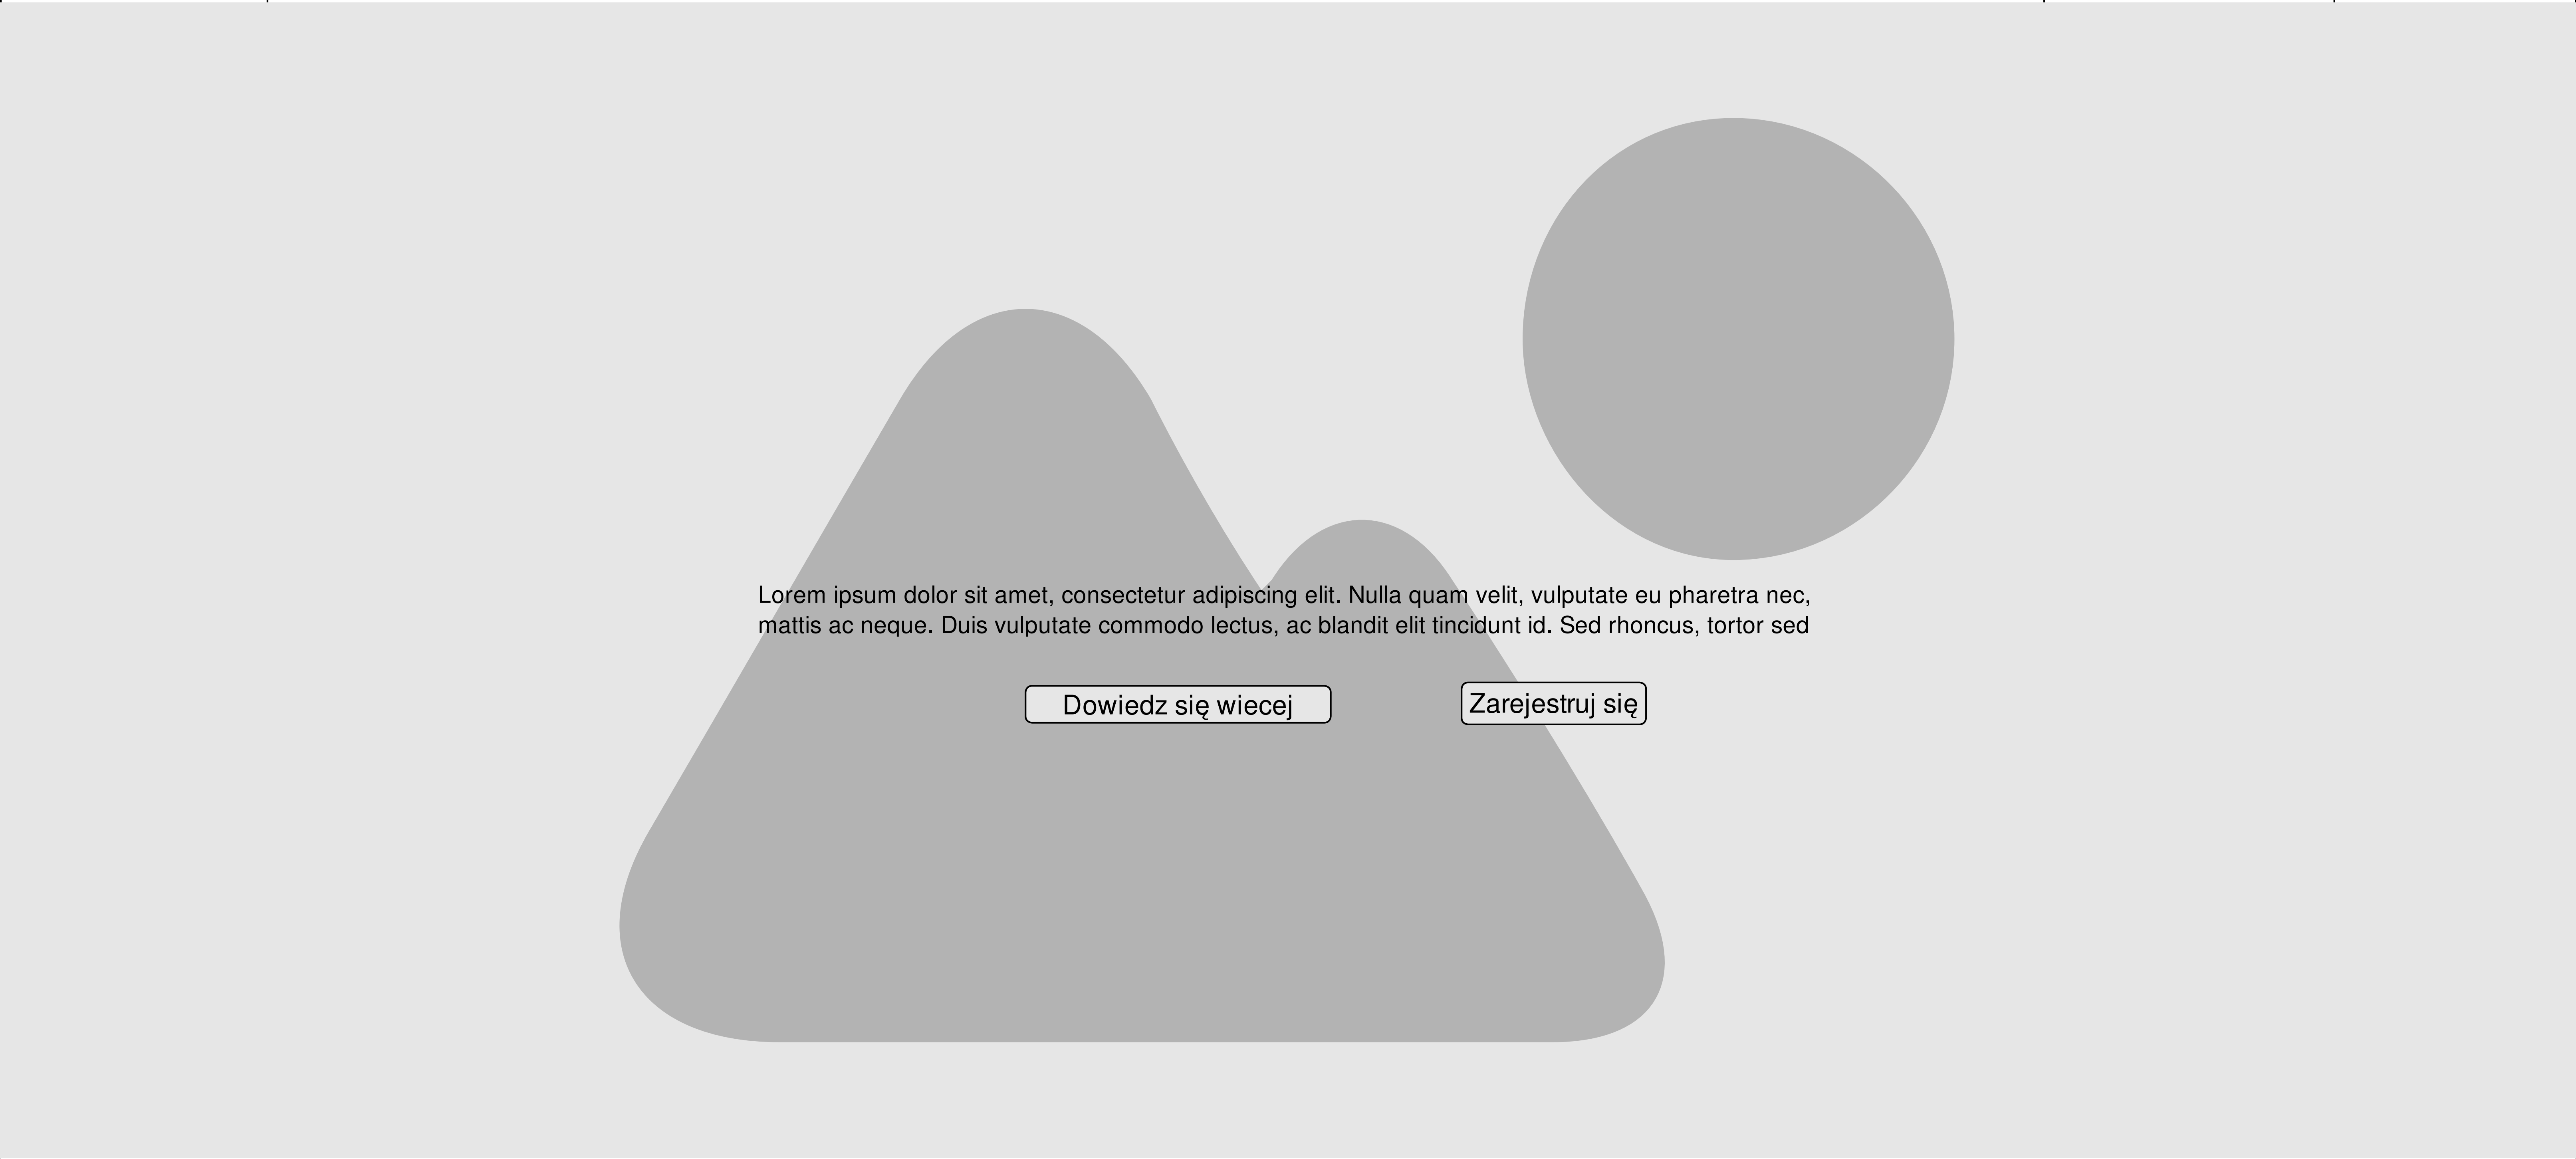 Lorem ipsum dolor sit amet, consectetur adipiscing elit. Nulla quam velit, vulputate eu pharetra nec,
mattis ac neque. Duis vulputate commodo lectus, ac blandit elit tincidunt id. Sed rhoncus, tortor sed
Dowiedz się wiecej
Zarejestruj się